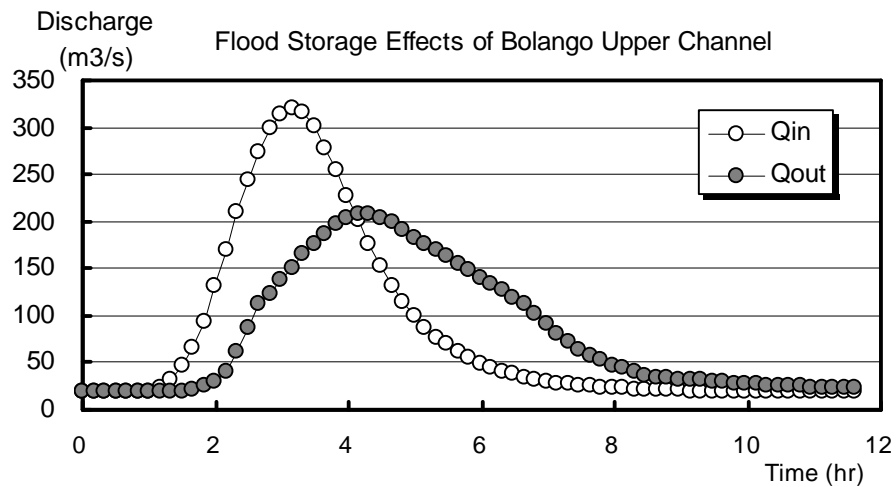 Discharge
(m3/s)
Flood Storage Effects of Bolango Upper Channel
350
300
250
200
150
100
50
0
Qin
Qout
0 2 4 6 8 10 12
Time (hr)